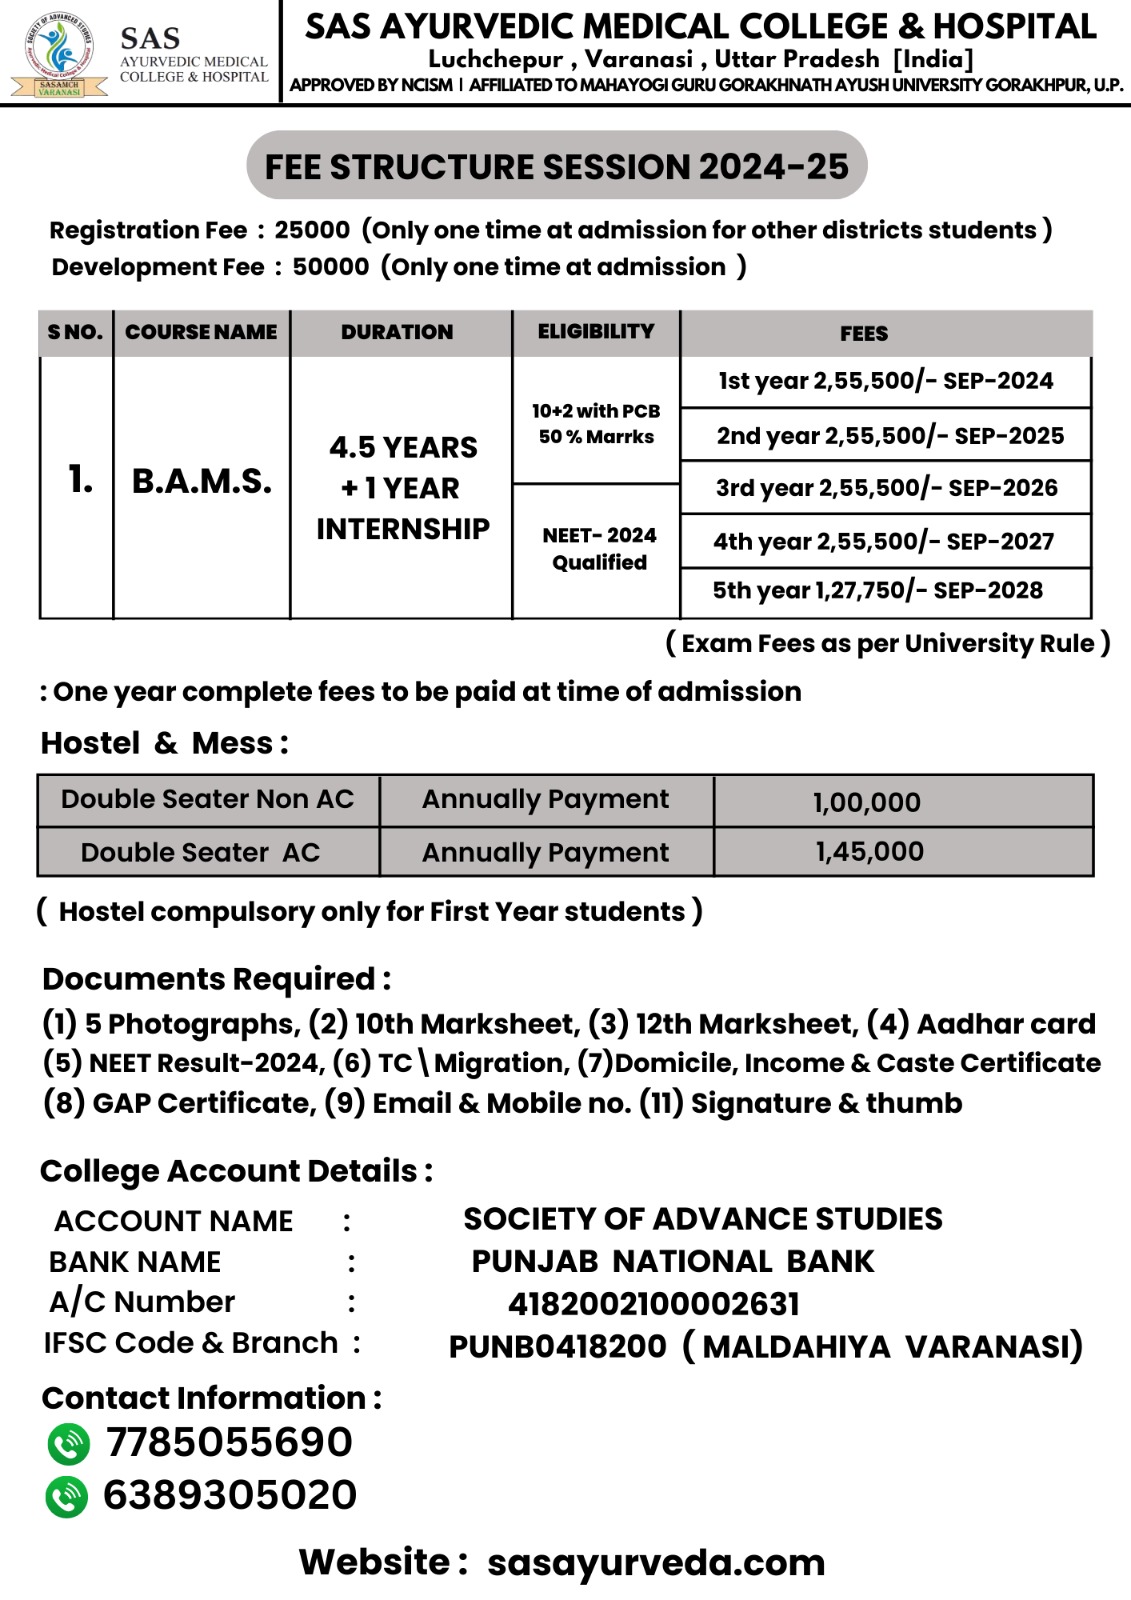 SOCIETY OF ADVANCED STUDIES
Ayurvedic Medical College & Hospital
SASAMCH
VARANASI
SAS
AYURVEDIC MEDICAL
COLLEGE & HOSPITAL
SAS AYURVEDIC MEDICAL COLLEGE & HOSPITAL
Luchchepur , Varanasi , Uttar Pradesh [India]
APPROVED BY NCISM | AFFILIATED TO MAHAYOGI GURU GORAKHNATH AYUSH UNIVERSITY GORAKHPUR, U.P.
FEE STRUCTURE SESSION 2024-25
Registration Fee : 25000 (Only one time at admission for other districts students )
Development Fee : 50000 (Only one time at admission )
S NO. COURSE NAME DURATION ELIGIBILITY FEES
1.
B.A.M.S.
4.5 YEARS
+ 1 YEAR
INTERNSHIP
10+2 with PCB
50 % Marrks
NEET- 2024
Qualified
1st year 2,55,500/- SEP-2024
2nd year 2,55,500/- SEP-2025
3rd year 2,55,500/- SEP-2026
4th year 2,55,500/- SEP-2027
5th year 1,27,750/- SEP-2028
( Exam Fees as per University Rule )
: One year complete fees to be paid at time of admission
Hostel & Mess :
Double Seater Non AC Annually Payment 1,00,000
Double Seater AC Annually Payment 1,45,000
( Hostel compulsory only for First Year students )
Documents Required :
(1) 5 Photographs, (2) 10th Marksheet, (3) 12th Marksheet, (4) Aadhar card
(5) NEET Result-2024, (6) TC\Migration, (7)Domicile, Income & Caste Certificate
(8) GAP Certificate, (9) Email & Mobile no. (11) Signature & thumb
College Account Details :
ACCOUNT NAME : SOCIETY OF ADVANCE STUDIES
BANK NAME : PUNJAB NATIONAL BANK
A/C Number : 4182002100002631
IFSC Code & Branch : PUNB0418200 ( MALDAHIYA VARANASI)
Contact Information :
7785055690
6389305020
Website : sasayurveda.com